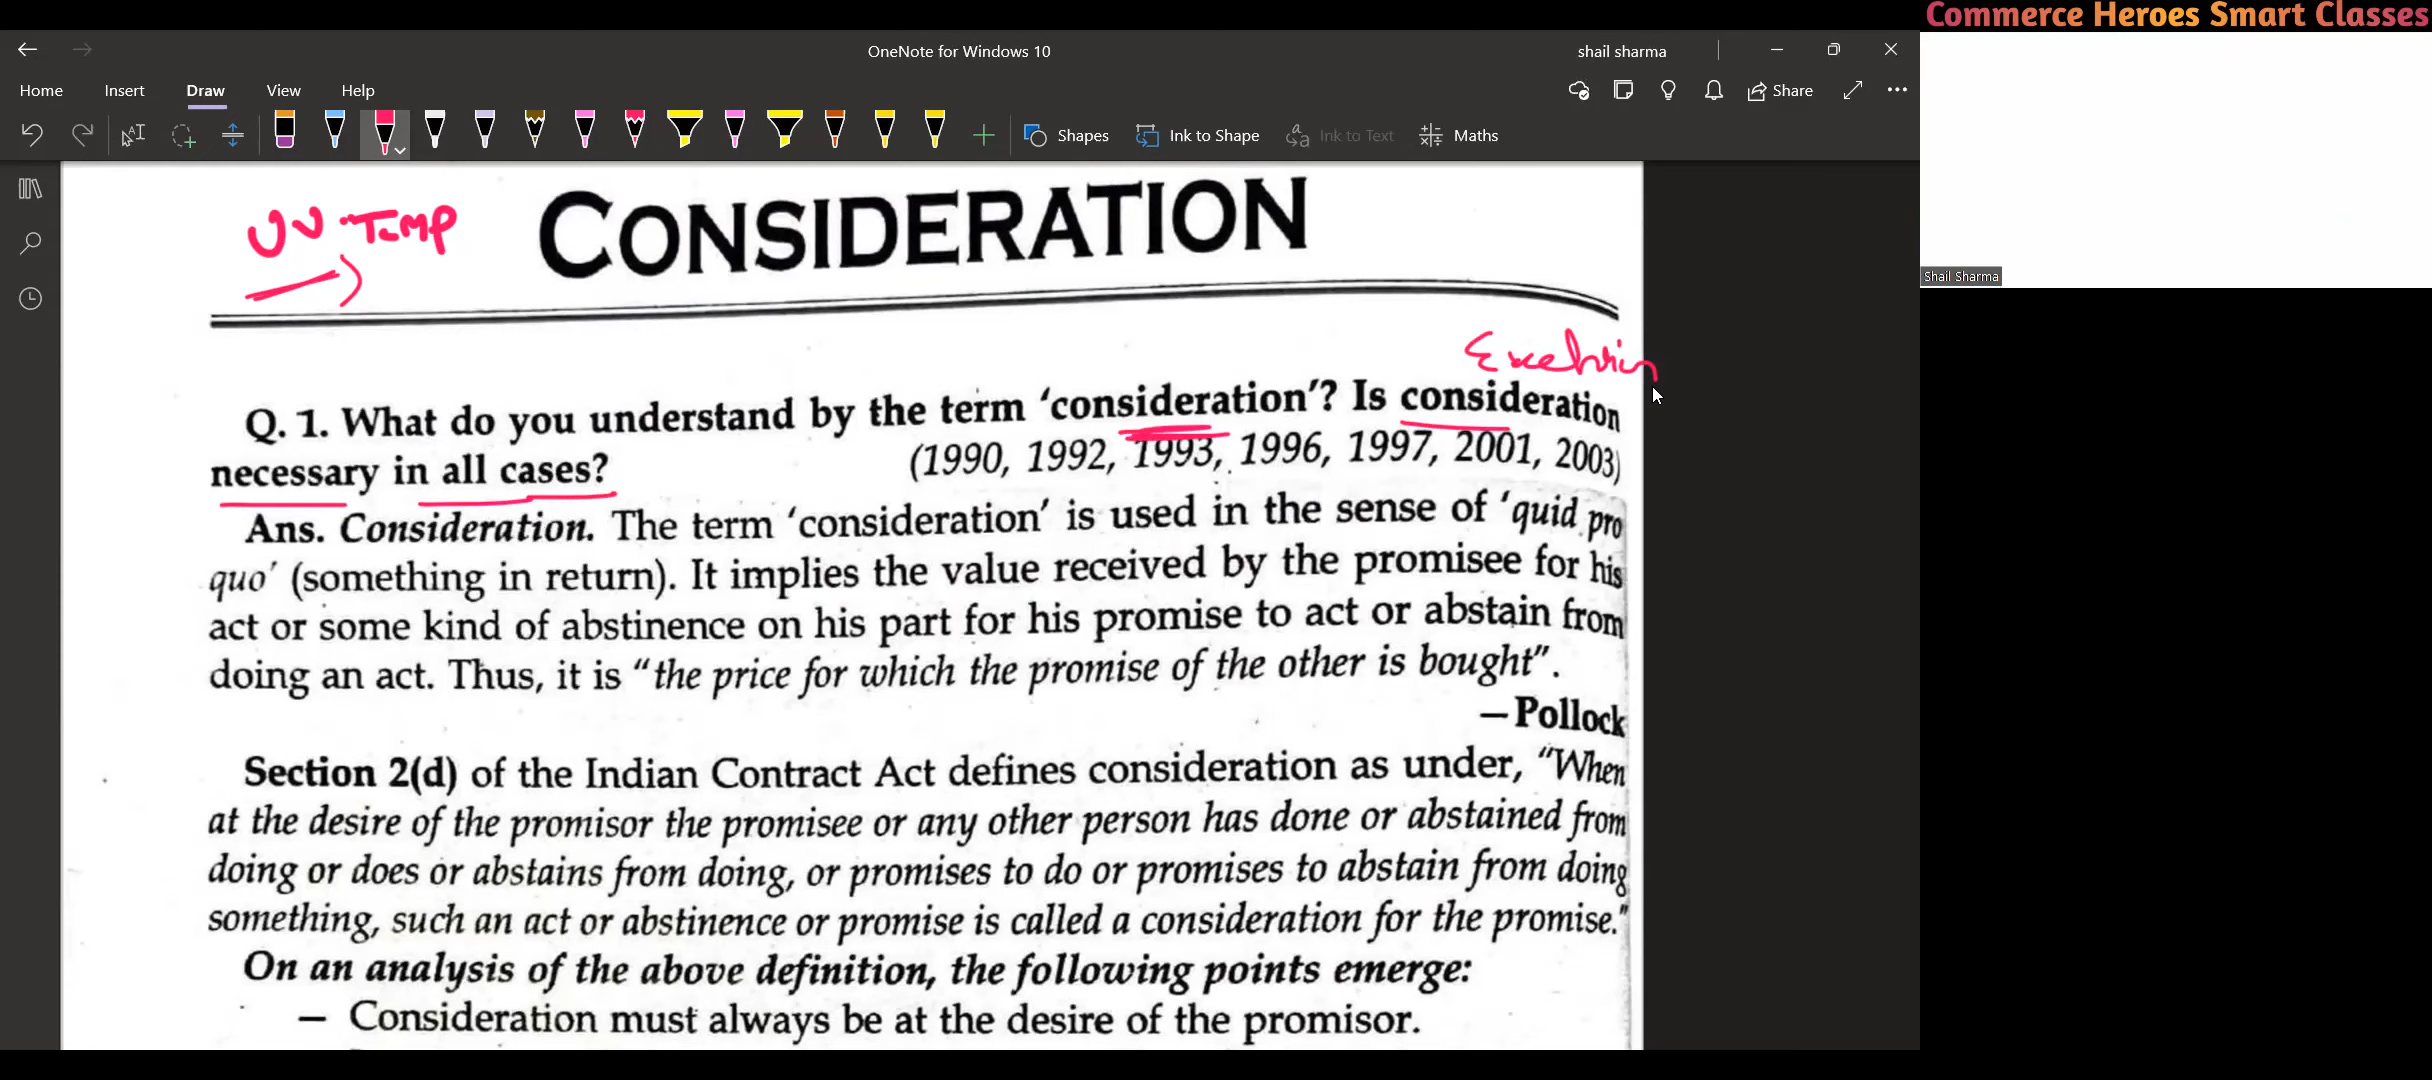 Commerce Heroes Smart Classes
OneNote for Windows 10
shail sharma
Home Insert Draw View Help
Share
Shapes Ink to Shape Ink to Text Maths
CONSIDERATION
Shail Sharma
Q. 1. What do you understand by the term ‘consideration’? Is consideration
necessary in all cases? (1990, 1992, 1993, 1996, 1997, 2001, 2003)
Ans. Consideration. The term ‘consideration’ is used in the sense of ‘quid pro
quo’ (something in return). It implies the value received by the promisee for his
act or some kind of abstinence on his part for his promise to act or abstain from
doing an act. Thus, it is “the price for which the promise of the other is bought”.
—Pollock
Section 2(d) of the Indian Contract Act defines consideration as under, “When
at the desire of the promisor the promisee or any other person has done or abstained from
doing or does or abstains from doing, or promises to do or promises to abstain from doing
something, such an act or abstinence or promise is called a consideration for the promise.”
On an analysis of the above definition, the following points emerge:
— Consideration must always be at the desire of the promisor.